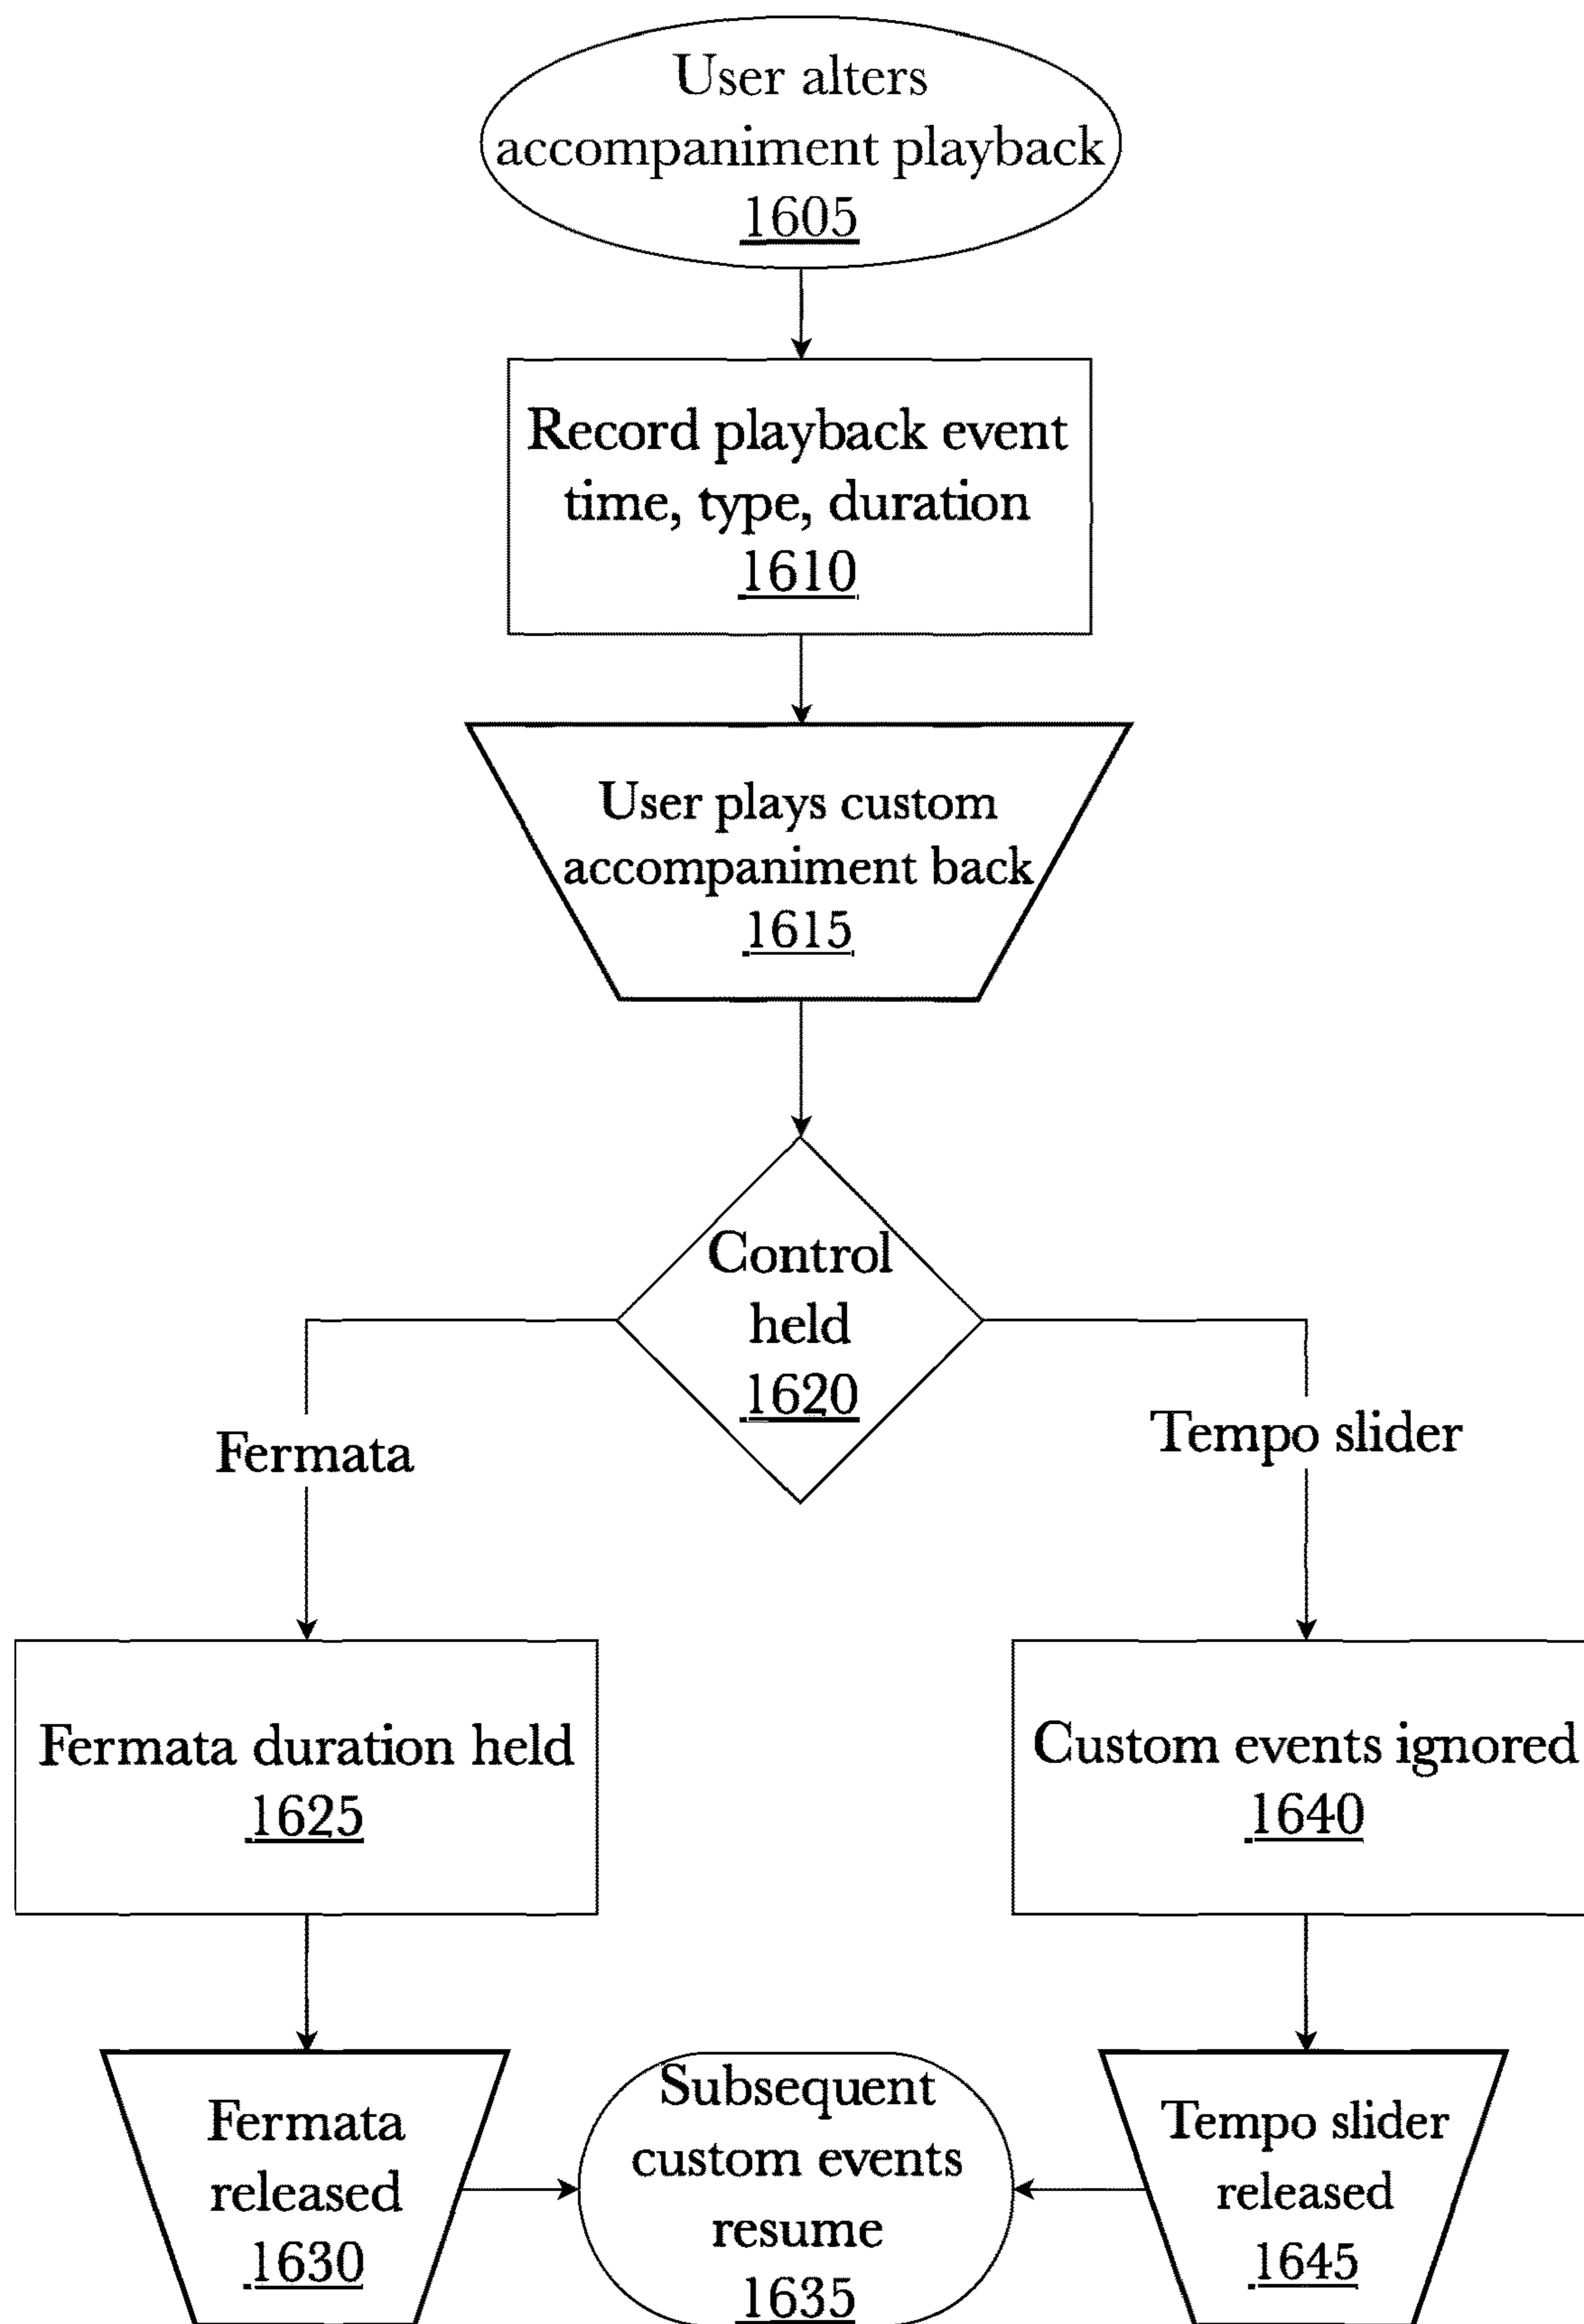 User alters
accompaniment playback
1605
Record playback event
time, type, duration
1610
User plays custom
accompaniment back
1615
Control
held
1620
Fermata
Tempo slider
Fermata duration held
1625
Custom events ignored
1640
Fermata
released
1630
Subsequent
custom events
resume
1635
Tempo slider
released
1645